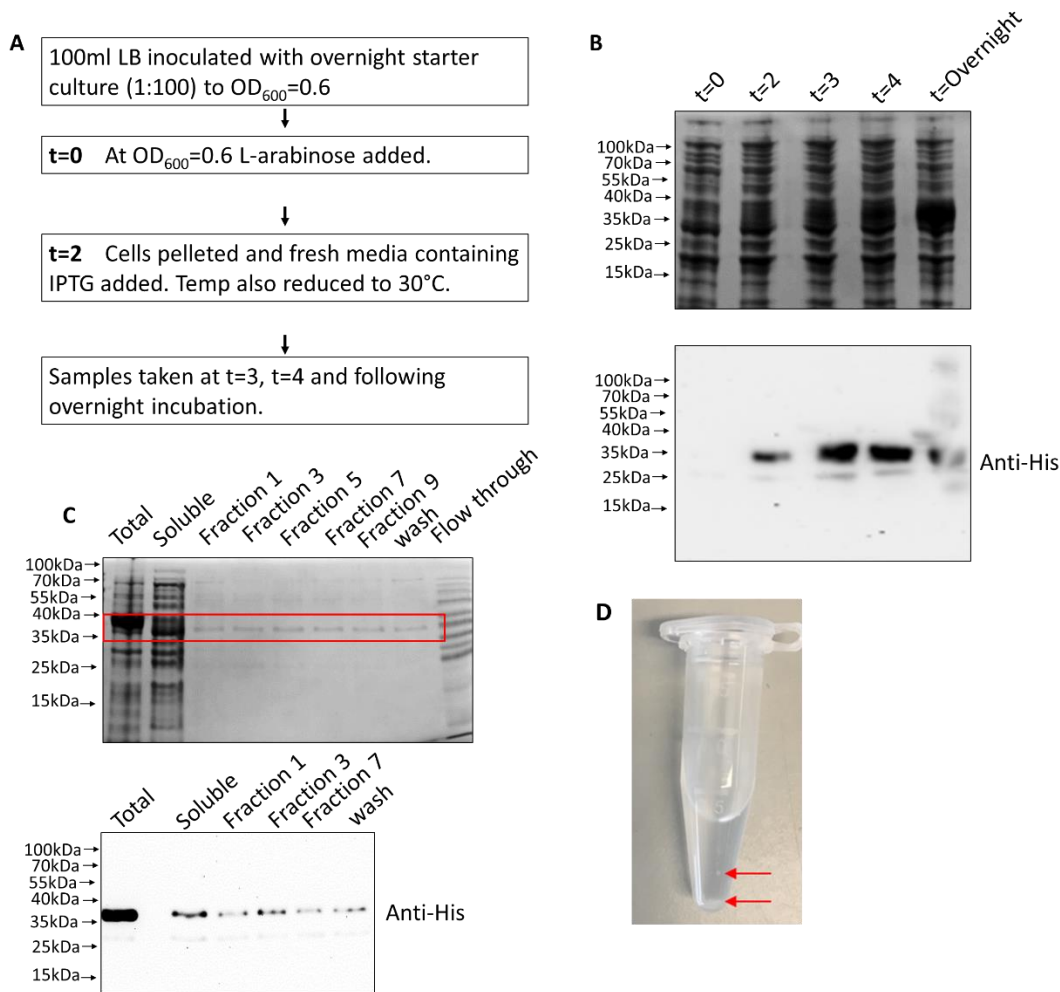 A
100ml LB inoculated with overnight starter
culture (1:100) to OD600=0.6
t=0 At OD600=0.6 L-arabinose added.
t=2 Cells pelleted and fresh media containing
IPTG added. Temp also reduced to 30°C.
Samples taken at t=3, t=4 and following
overnight incubation.
B
t=0
t=2
t=3
t=4
t=Overnight
100kDa
70kDa
55kDa
40kDa
35kDa
25kDa
15kDa
100kDa
70kDa
55kDa
40kDa
35kDa
25kDa
15kDa
Anti-His
C
Total
Soluble
Fraction 1
Fraction 3
Fraction 5
Fraction 7
Fraction 9
wash
Flow through
100kDa
70kDa
55kDa
40kDa
35kDa
25kDa
15kDa
Total
Soluble
Fraction 1
Fraction 3
Fraction 7
wash
100kDa
70kDa
55kDa
40kDa
35kDa
25kDa
15kDa
Anti-His
D